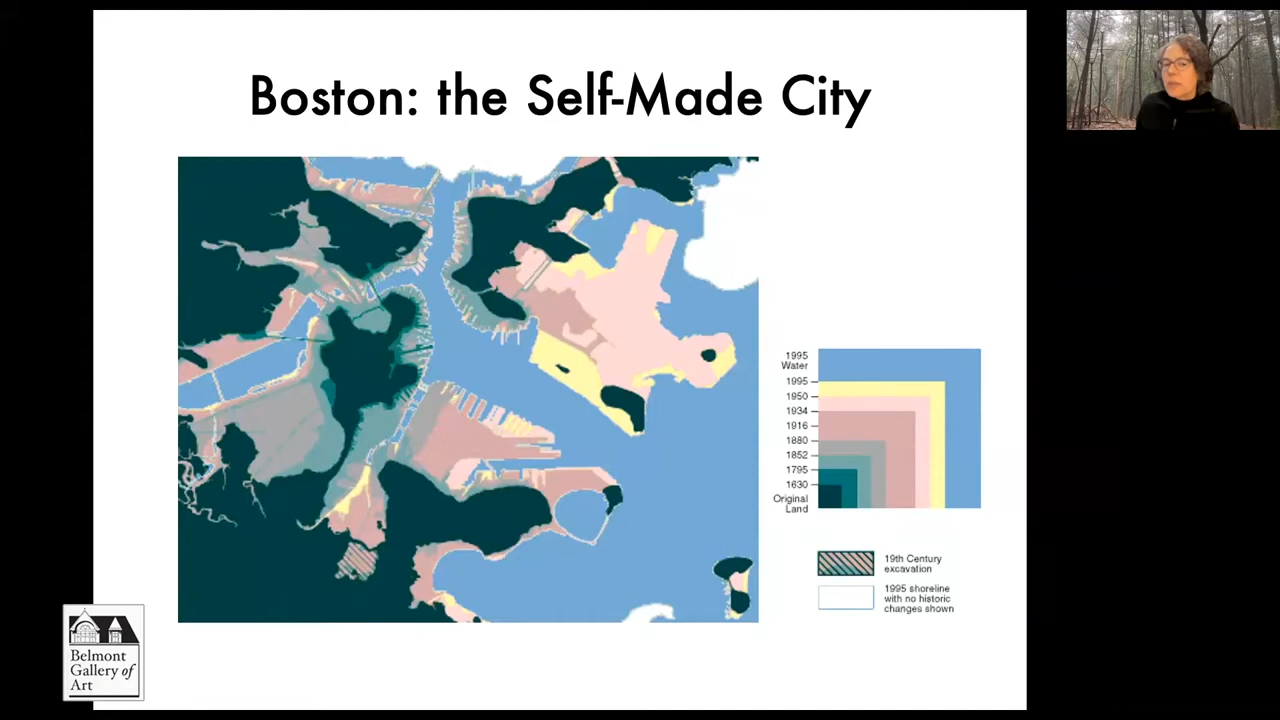 Boston: the Self-Made City
1995
Water
1995
1950
1934
1916
1880
1852
1795
1630
Original
Land
19th Century
excavation
1995 shoreline
with no historic
changes shown
Belmont
Gallery of
Art